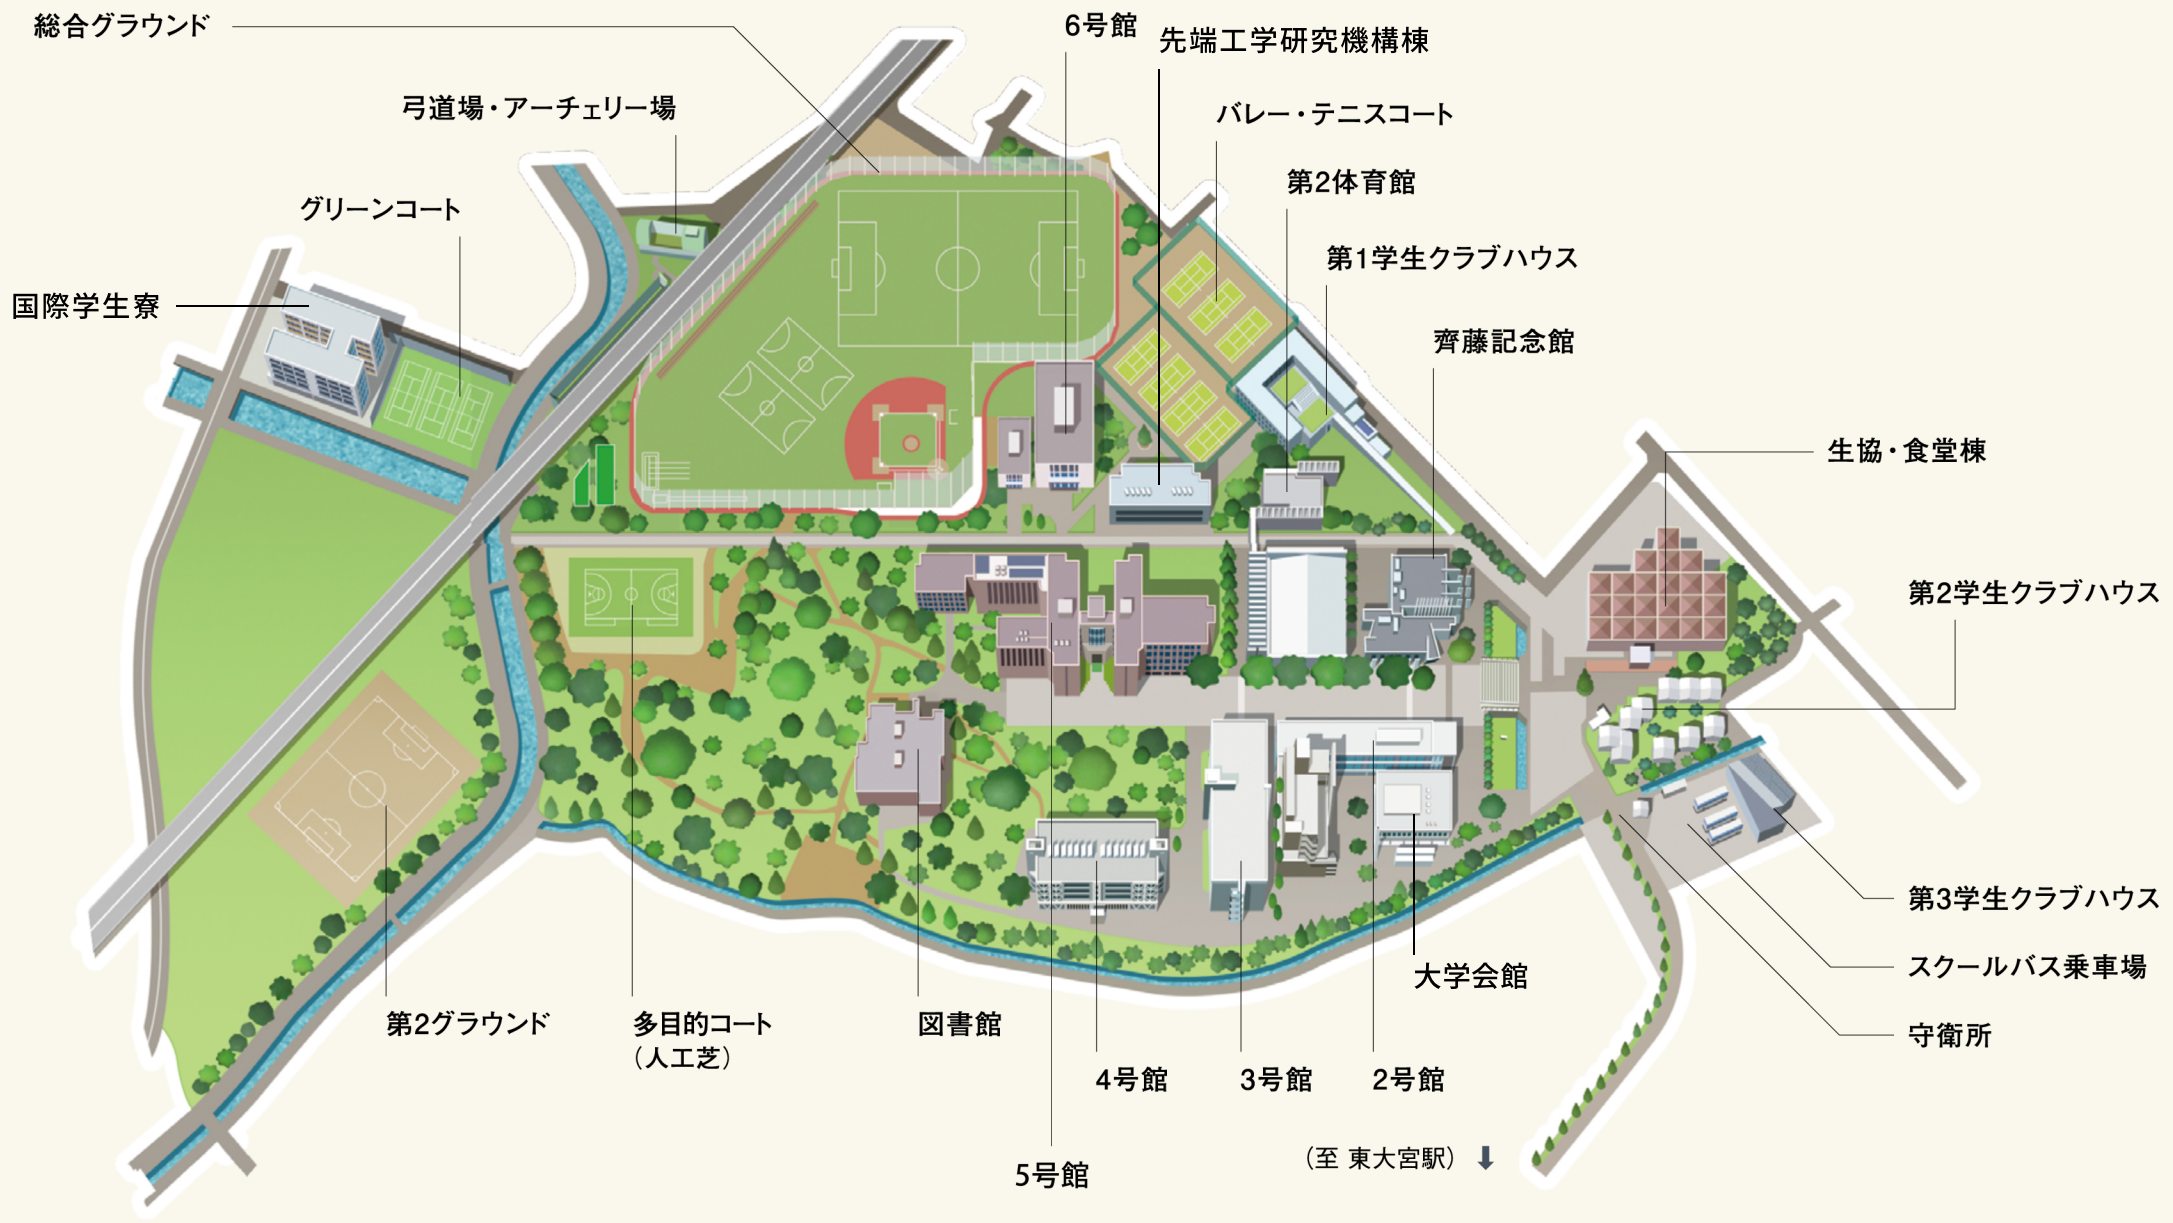 総合グラウンド
6号館
先端工学研究機構棟
弓道場・アーチェリー場
バレー・テニスコート
第2体育館
グリーンコート
第1学生クラブハウス
国際学生寮
齊藤記念館
生協・食堂棟
第2学生クラブハウス
第3学生クラブハウス
スクールバス乗車場
大学会館
第2グラウンド
多目的コート
（人工芝）
図書館
守衛所
4号館
3号館
2号館
（至 東大宮駅）⬇
5号館